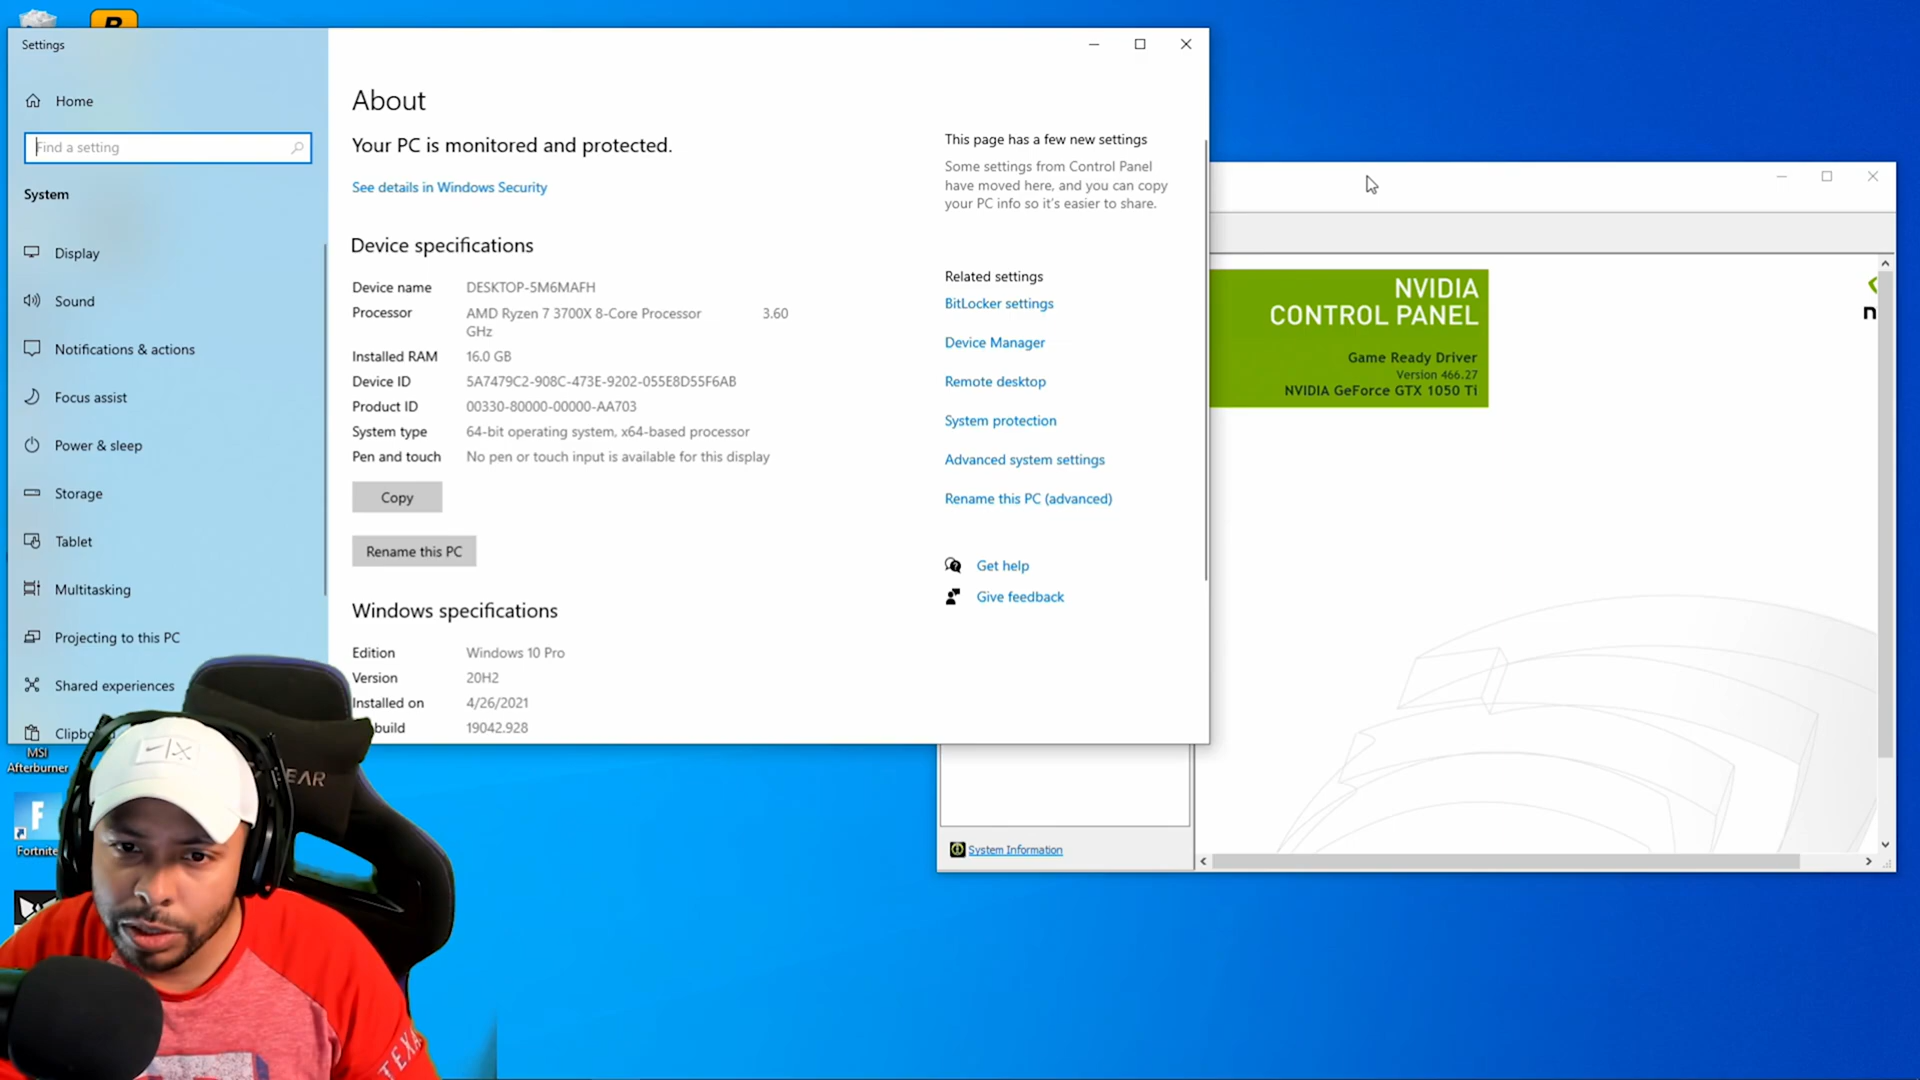 Settings
Home
Find a setting
System
Display
Sound
Notifications & actions
Focus assist
Power & sleep
Storage
Tablet
Multitasking
Projecting to this PC
Shared experiences
MSI
Afterburner
Fortnite
About
Your PC is monitored and protected.
See details in Windows Security
Device specifications
Device name DESKTOP-5M6MAFH
Processor AMD Ryzen 7 3700X 8-Core Processor 3.60
GHz
Installed RAM 16.0 GB
Device ID 5A7479C2-908C-473E-9202-055E8D55F6AB
Product ID 00330-80000-00000-AA703
System type 64-bit operating system, x64-based processor
Pen and touch No pen or touch input is available for this display
Copy
Rename this PC
Windows specifications
Edition Windows 10 Pro
Version 20H2
Installed on 4/26/2021
build 19042.928
This page has a few new settings
Some settings from Control Panel
have moved here, and you can copy
your PC info so it's easier to share.
Related settings
BitLocker settings
Device Manager
Remote desktop
System protection
Advanced system settings
Rename this PC (advanced)
Get help
Give feedback
NVIDIA
CONTROL PANEL
Game Ready Driver
Version 466.27
NVIDIA GeForce GTX 1050 Ti
System Information
TEXA